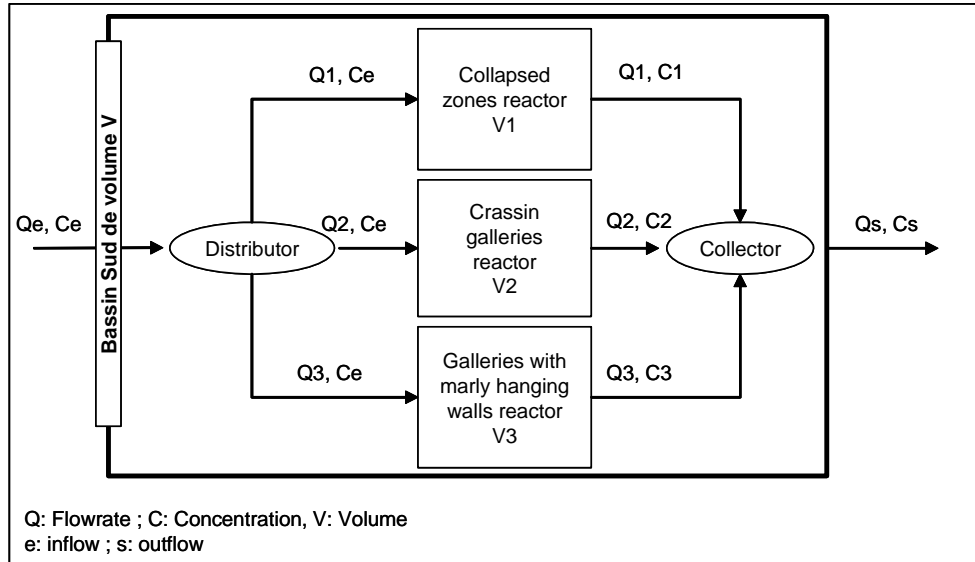 Q1, Ce
Collapsed
zones reactor
V1
Q1, C1
Bassin Sud de volume V
Qe, Ce
Distributor
Q2, Ce
Crassin
galleries
reactor
V2
Q2, C2
Collector
Qs, Cs
Q3, Ce
Galleries with
marly hanging
walls reactor
V3
Q3, C3
Q: Flowrate ; C: Concentration, V: Volume
e: inflow ; s: outflow